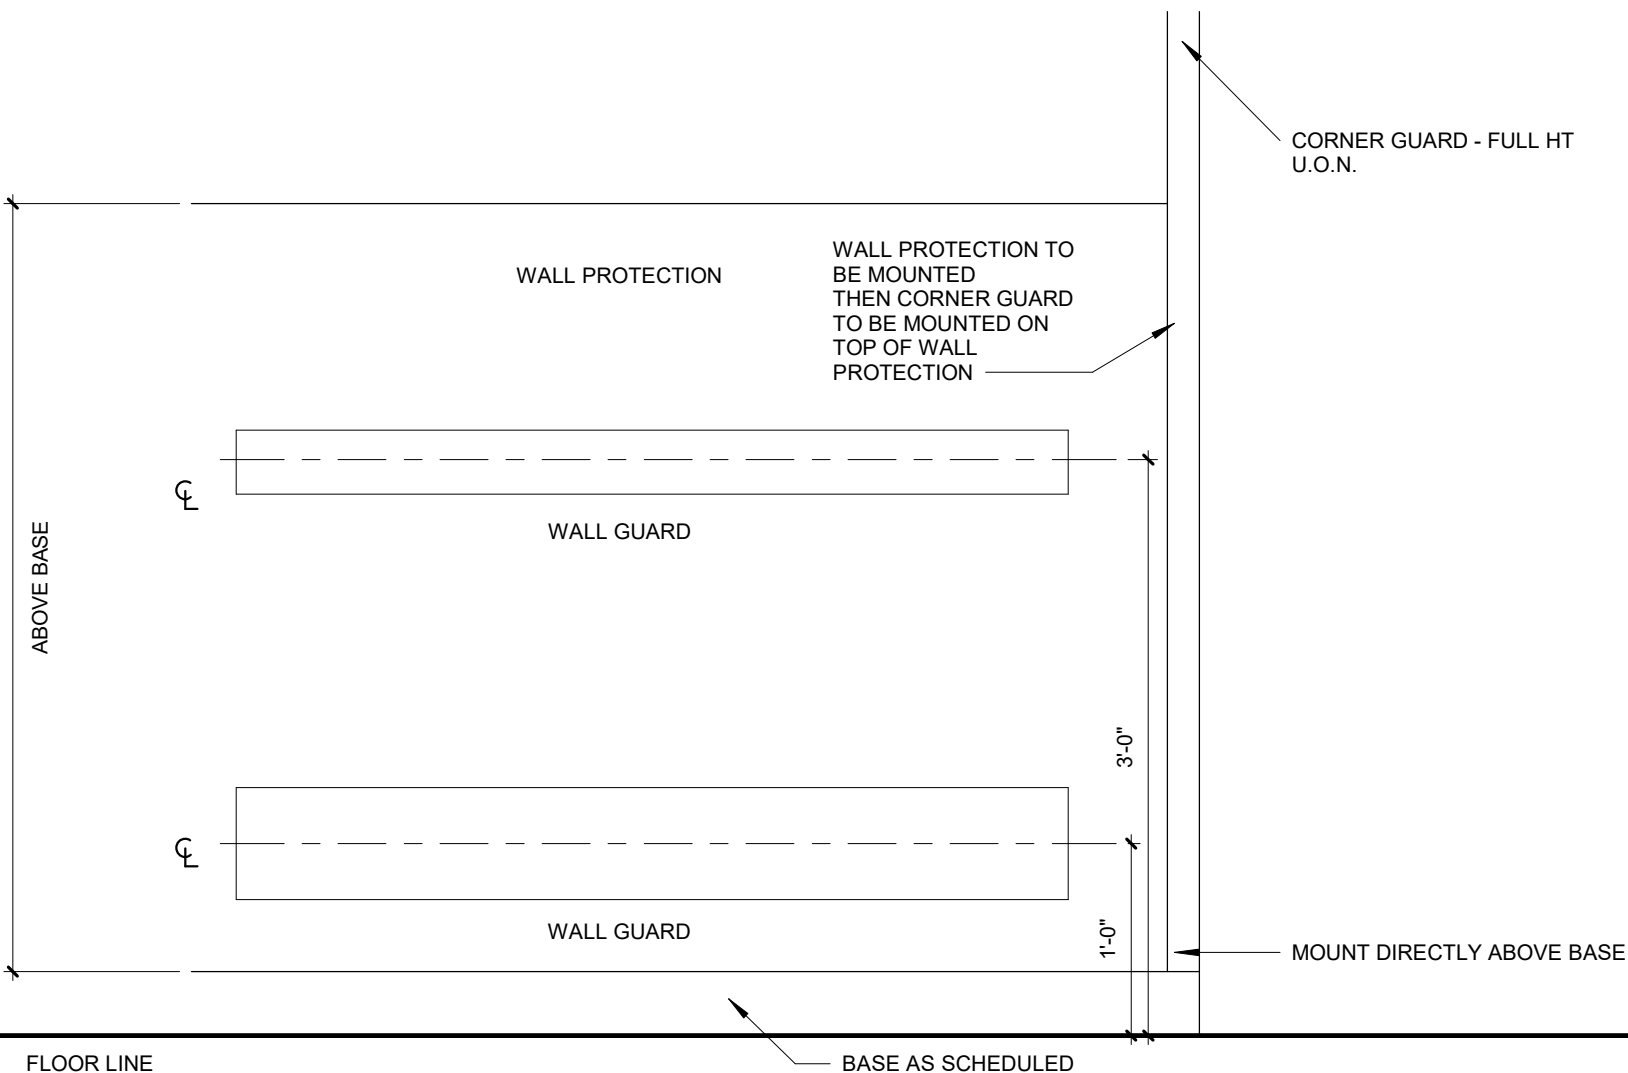 CORNER GUARD - FULL HT
U.O.N.
WALL PROTECTION
WALL PROTECTION TO
BE MOUNTED
THEN CORNER GUARD
TO BE MOUNTED ON
TOP OF WALL
PROTECTION
℄
WALL GUARD
ABOVE BASE
3'-0"
℄
WALL GUARD
1'-0"
MOUNT DIRECTLY ABOVE BASE
FLOOR LINE
BASE AS SCHEDULED